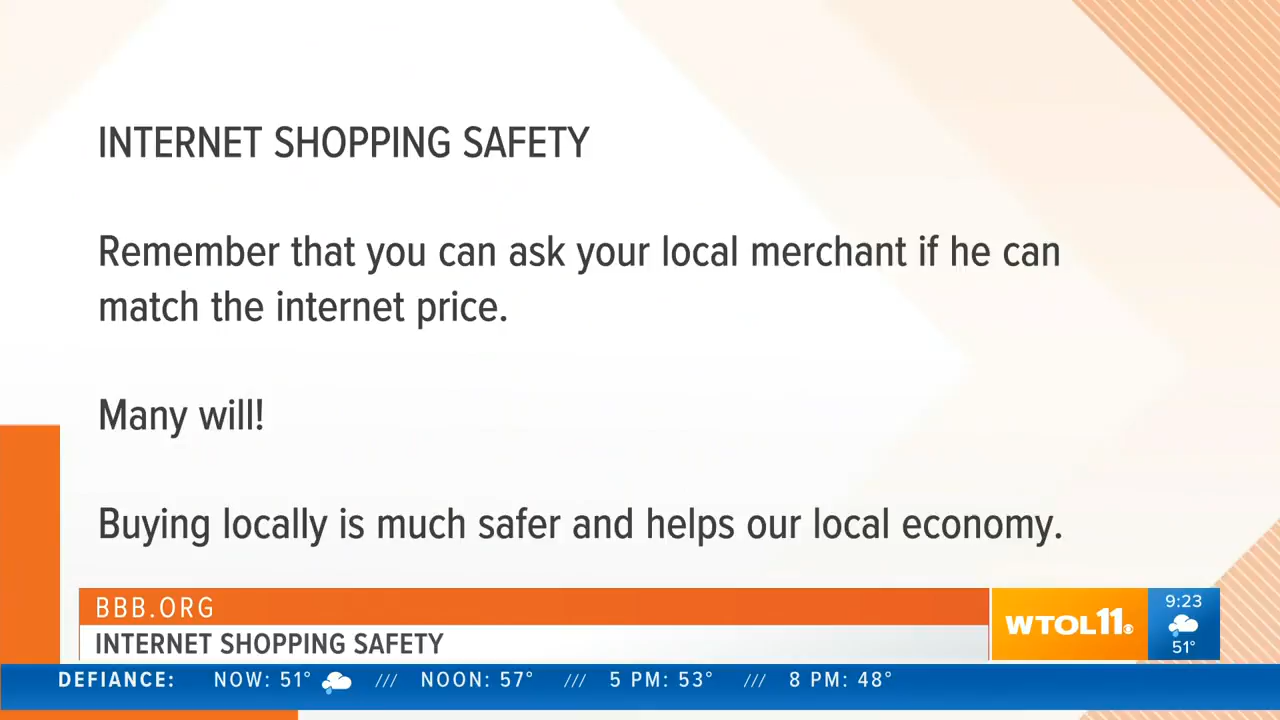 INTERNET SHOPPING SAFETY
Remember that you can ask your local merchant if he can
match the internet price.
Many will!
Buying locally is much safer and helps our local economy.
BBB.ORG
INTERNET SHOPPING SAFETY
WTOL11
9:23
51°
DEFIANCE: NOW: 51° /// NOON: 57° /// 5 PM: 53° /// 8 PM: 48°